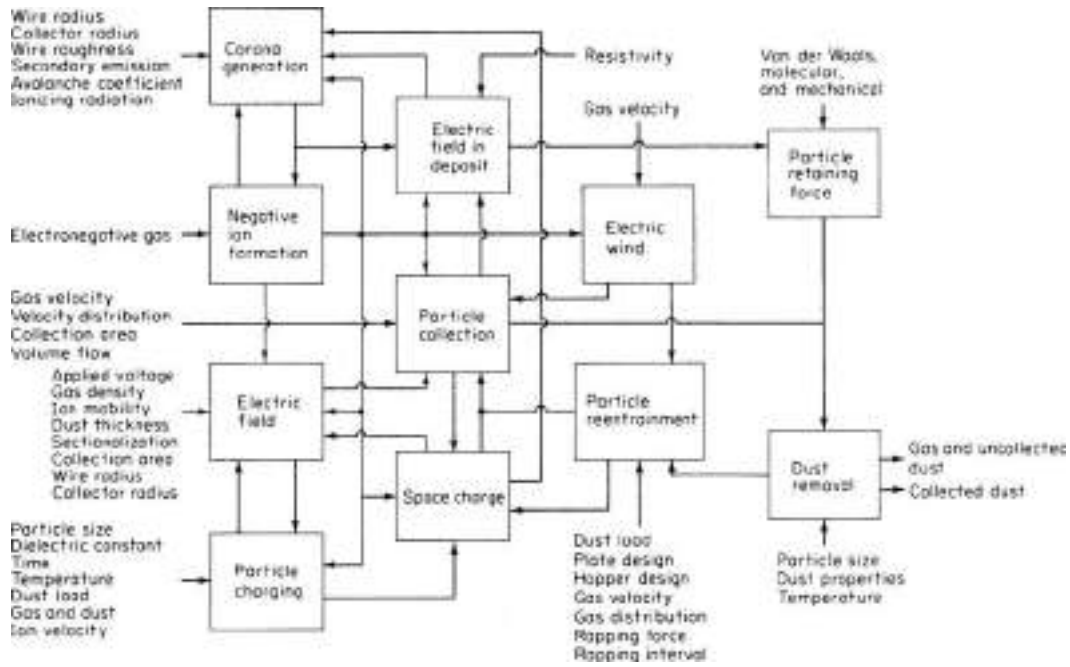 Wire radius
Collector radius
Wire roughness
Secondary emission
Avalanche coefficient
Ionizing radiation
Corona
generation
Resistivity
Van der Waals,
molecular,
and mechanical
Gas velocity
Electric
field in
deposit
Particle
retaining
force
Electronegative gas
Negative
ion
formation
Electric
wind
Gas velocity
Velocity distribution
Collection area
Volume flow
Particle
collection
Applied voltage
Gas density
Ion mobility
Dust thickness
Sectionalization
Collection area
Wire radius
Collector radius
Electric
field
Particle
reentrainment
Space charge
Dust
removal
Gas and uncollected
dust
Collected dust
Particle size
Dielectric constant
Time
Temperature
Dust load
Gas and dust
Ion velocity
Particle
charging
Dust load
Plate design
Hopper design
Gas velocity
Gas distribution
Rapping force
Rapping interval
Particle size
Dust properties
Temperature